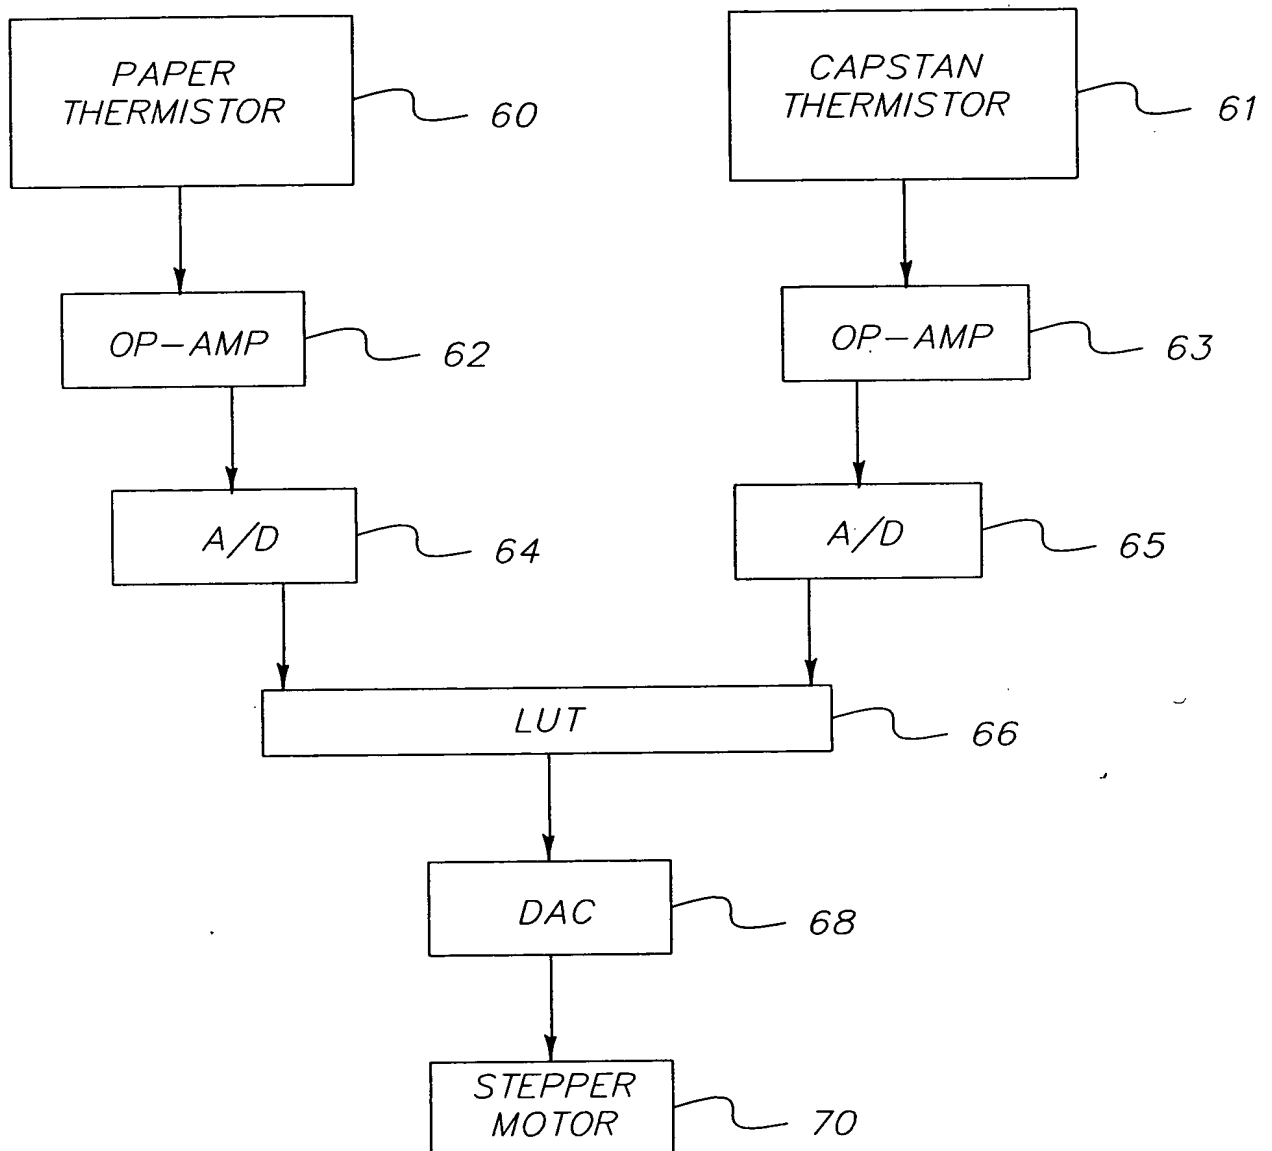 PAPER
THERMISTOR
60
CAPSTAN
THERMISTOR
61
OP-AMP
62
OP-AMP
63
A/D
64
A/D
65
LUT
66
DAC
68
STEPPER
MOTOR
70